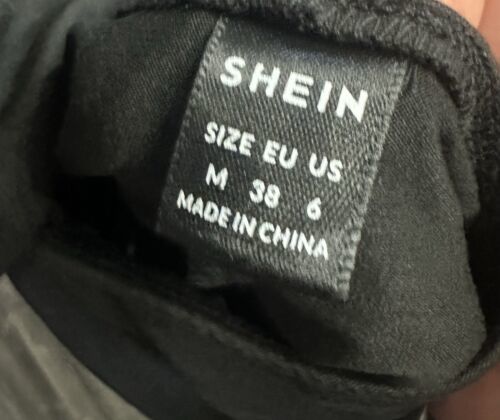 SHEIN
SIZE EU US
M 38 6
MADE IN CHINA